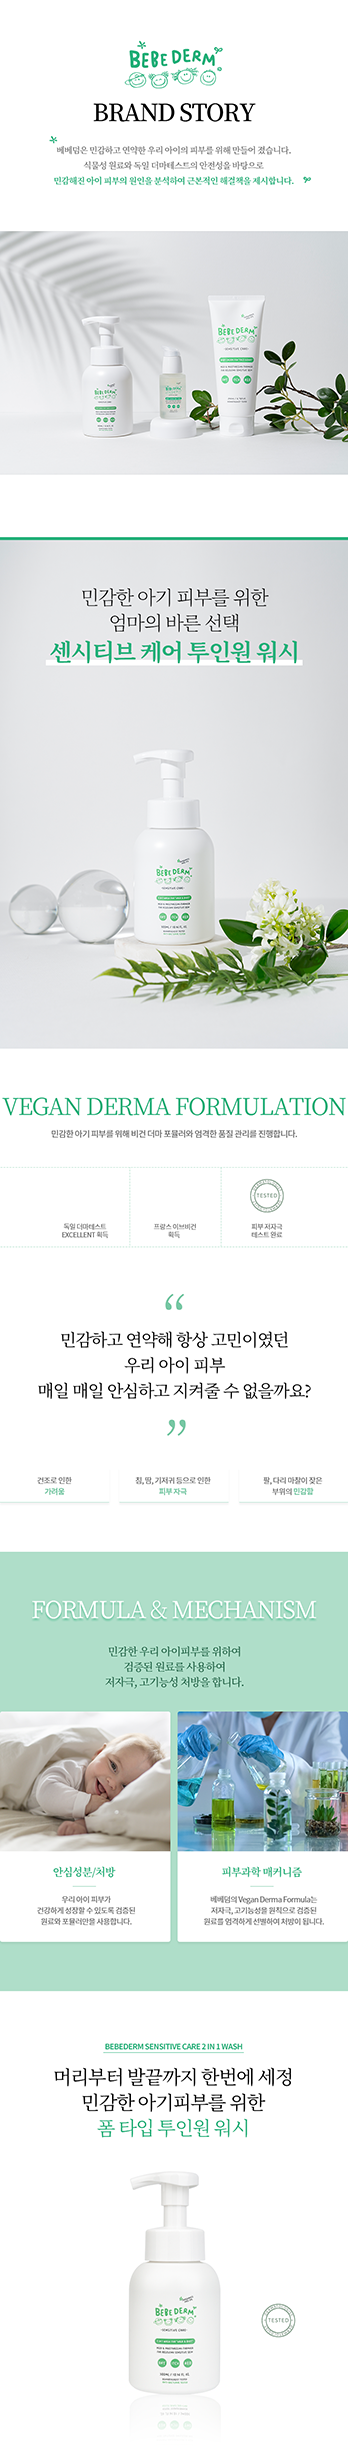 BEBE DERM
BRAND STORY
베베덤은 민감하고 연약한 우리 아이의 피부를 위해 만들어 졌습니다.
식물성 원료와 독일 더마테스트의 안전성을 바탕으로
민감해진 아이 피부의 원인을 분석하여 근본적인 해결책을 제시합니다.
BEBE DERM
BEBE DERM
BEBE DERM
민감한 아기 피부를 위한
엄마의 바른 선택
센시티브 케어 투인원 워시
BEBE DERM
VEGAN DERMA FORMULATION
민감한 아기 피부를 위해 비건 더마 포뮬러와 엄격한 품질 관리를 진행합니다.
TESTED
독일 더마테스트
EXCELLENT 획득
프랑스 이브비건
획득
피부 저자극
테스트 완료
“
민감하고 연약해 항상 고민이였던
우리 아이 피부
매일 매일 안심하고 지켜줄 수 없을까요?
”
건조로 인한
가려움
침, 땀, 기저귀 등으로 인한
피부 자극
팔, 다리 마찰이 잦은
부위의 민감함
FORMULA & MECHANISM
민감한 우리 아이피부를 위하여
검증된 원료를 사용하여
저자극, 고기능성 처방을 합니다.
안심성분/처방
우리 아이 피부가
건강하게 성장할 수 있도록 검증된
원료와 포뮬러만을 사용합니다.
피부과학 매커니즘
베베덤의 Vegan Derma Formula는
저자극, 고기능성을 원칙으로 검증된
원료를 엄격하게 선별하여 처방이 됩니다.
BEBEDERM SENSITIVE CARE 2 IN 1 WASH
머리부터 발끝까지 한번에 세정
민감한 아기피부를 위한
폼 타입 투인원 워시
BEBE DERM
TESTED